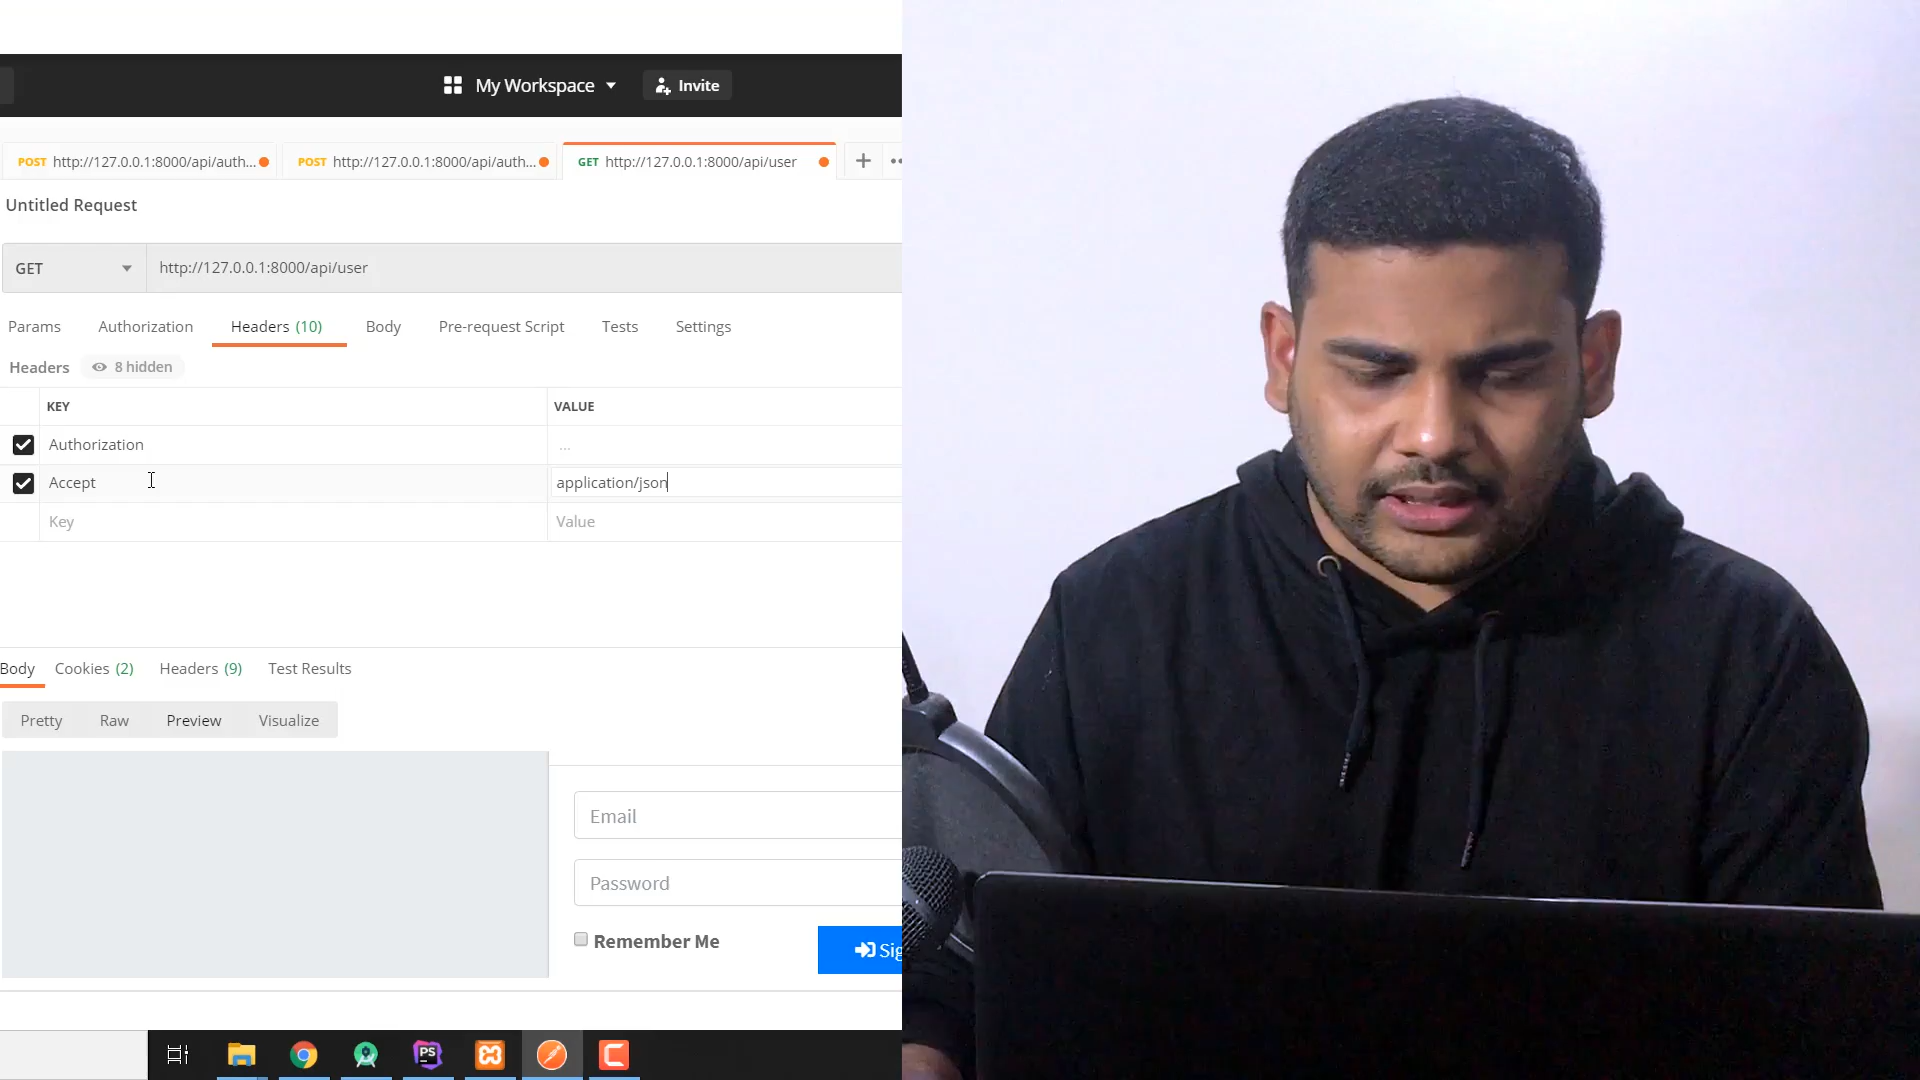 My Workspace Invite
POST http://127.0.0.1:8000/api/auth... POST http://127.0.0.1:8000/api/auth... GET http://127.0.0.1:8000/api/user
Untitled Request
GET http://127.0.0.1:8000/api/user
Params Authorization Headers (10) Body Pre-request Script Tests Settings
Headers 8 hidden
KEY VALUE
Authorization ...
Accept application/json
Key Value
Body Cookies (2) Headers (9) Test Results
Pretty Raw Preview Visualize
Email
Password
Remember Me Sig
PS